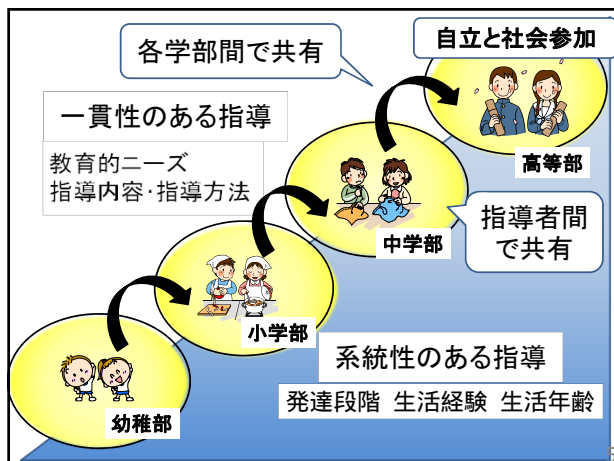 自立と社会参加
各学部間で共有
一貫性のある指導
教育的ニーズ
指導内容・指導方法
高等部
指導者間
で共有
中学部
小学部
系統性のある指導
発達段階 生活経験 生活年齢
幼稚部